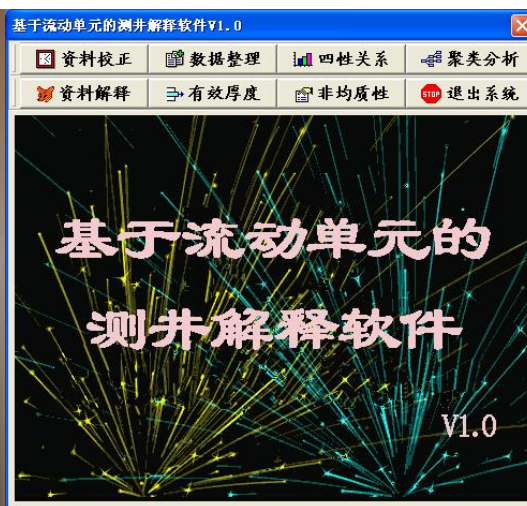 基于流动单元的测井解释软件V1.0
资料校正 数据整理 四性关系 聚类分析
资料解释 有效厚度 非均质性 STOP 退出系统
基于流动单元的
测井解释软件
V1.0